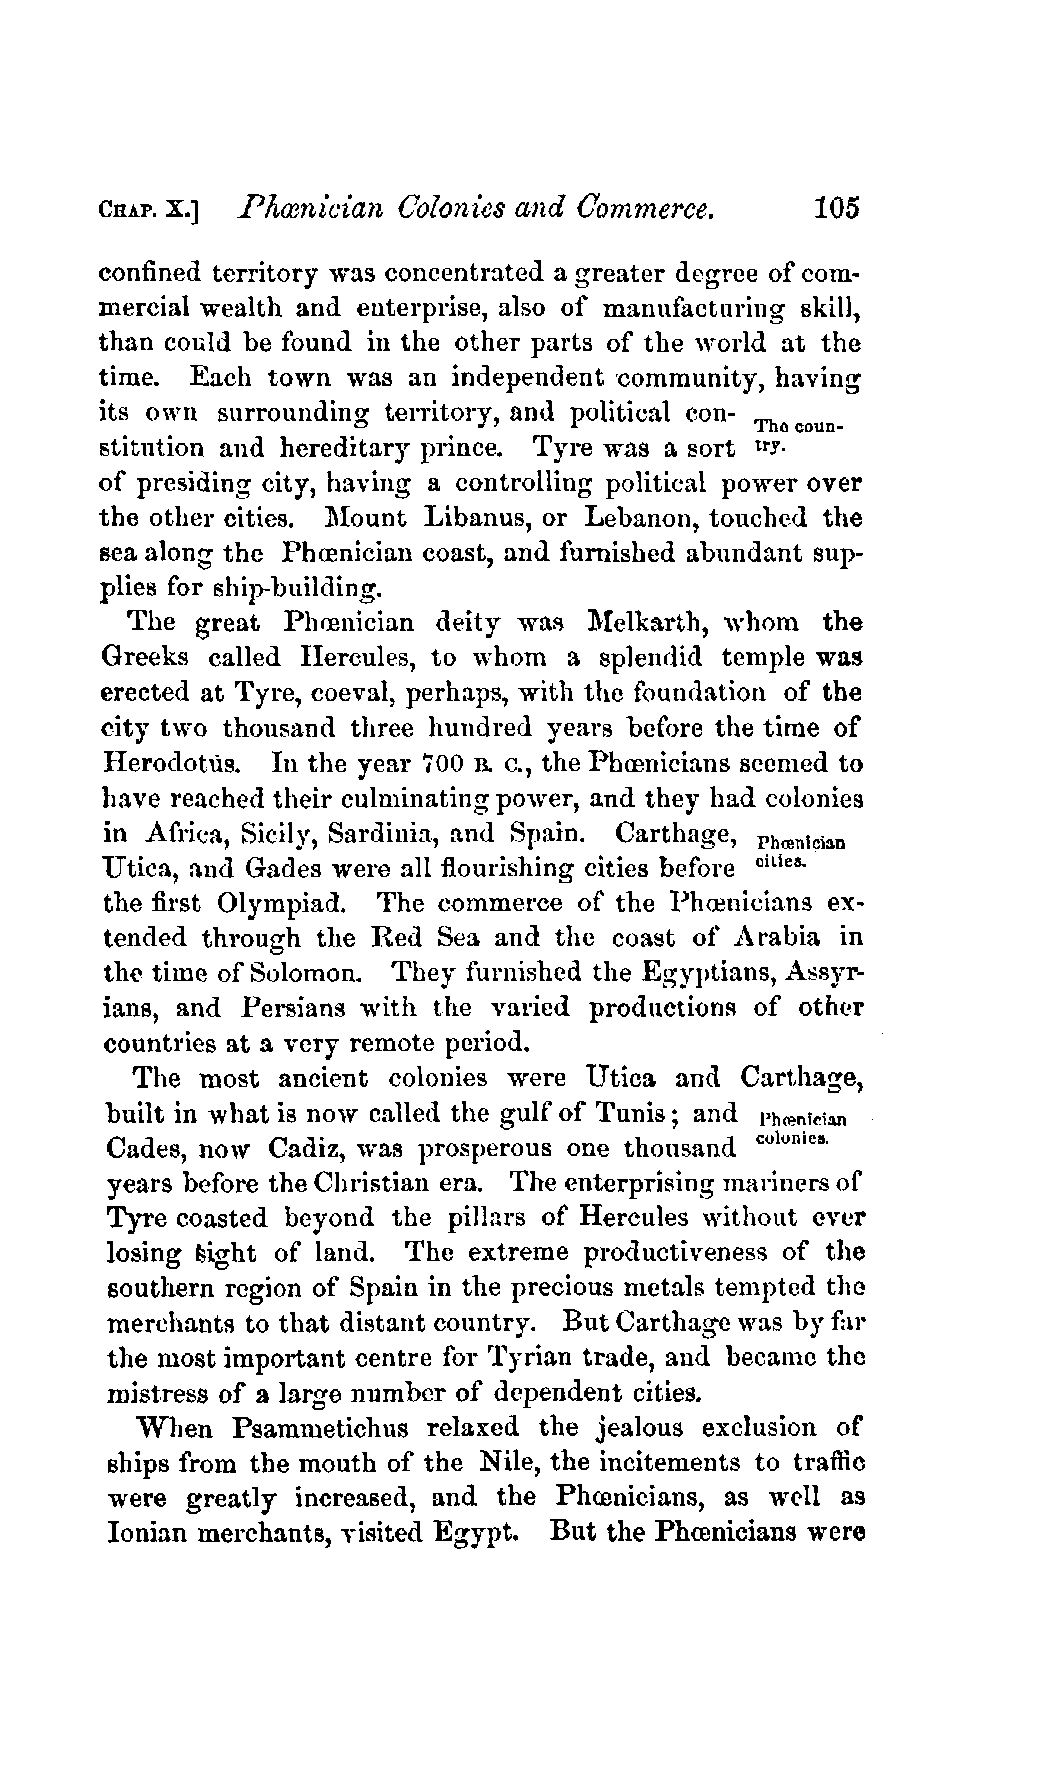 CHAP. X.] Phœnician Colonies and Commerce. 105
confined territory was concentrated a greater degree of com-
mercial wealth and enterprise, also of manufacturing skill,
than could be found in the other parts of the world at the
time. Each town was an independent community, having
its own surrounding territory, and political con-
stitution and hereditary prince. Tyre was a sort
The coun-
try.
of presiding city, having a controlling political power over
the other cities. Mount Libanus, or Lebanon, touched the
sea along the Phœnician coast, and furnished abundant sup-
plies for ship-building.
The great Phœnician deity was Melkarth, whom the
Greeks called Hercules, to whom a splendid temple was
erected at Tyre, coeval, perhaps, with the foundation of the
city two thousand three hundred years before the time of
Herodotus. In the year 700 B. C., the Phœnicians seemed to
have reached their culminating power, and they had colonies
in Africa, Sicily, Sardinia, and Spain. Carthage,
Utica, and Gades were all flourishing cities before
Phœnician
cities.
the first Olympiad. The commerce of the Phœnicians ex-
tended through the Red Sea and the coast of Arabia in
the time of Solomon. They furnished the Egyptians, Assyr-
ians, and Persians with the varied productions of other
countries at a very remote period.
The most ancient colonies were Utica and Carthage,
built in what is now called the gulf of Tunis; and
Cades, now Cadiz, was prosperous one thousand
Phœnician
colonies.
years before the Christian era. The enterprising mariners of
Tyre coasted beyond the pillars of Hercules without ever
losing sight of land. The extreme productiveness of the
southern region of Spain in the precious metals tempted the
merchants to that distant country. But Carthage was by far
the most important centre for Tyrian trade, and became the
mistress of a large number of dependent cities.
When Psammetichus relaxed the jealous exclusion of
ships from the mouth of the Nile, the incitements to traffic
were greatly increased, and the Phœnicians, as well as
Ionian merchants, visited Egypt. But the Phœnicians were